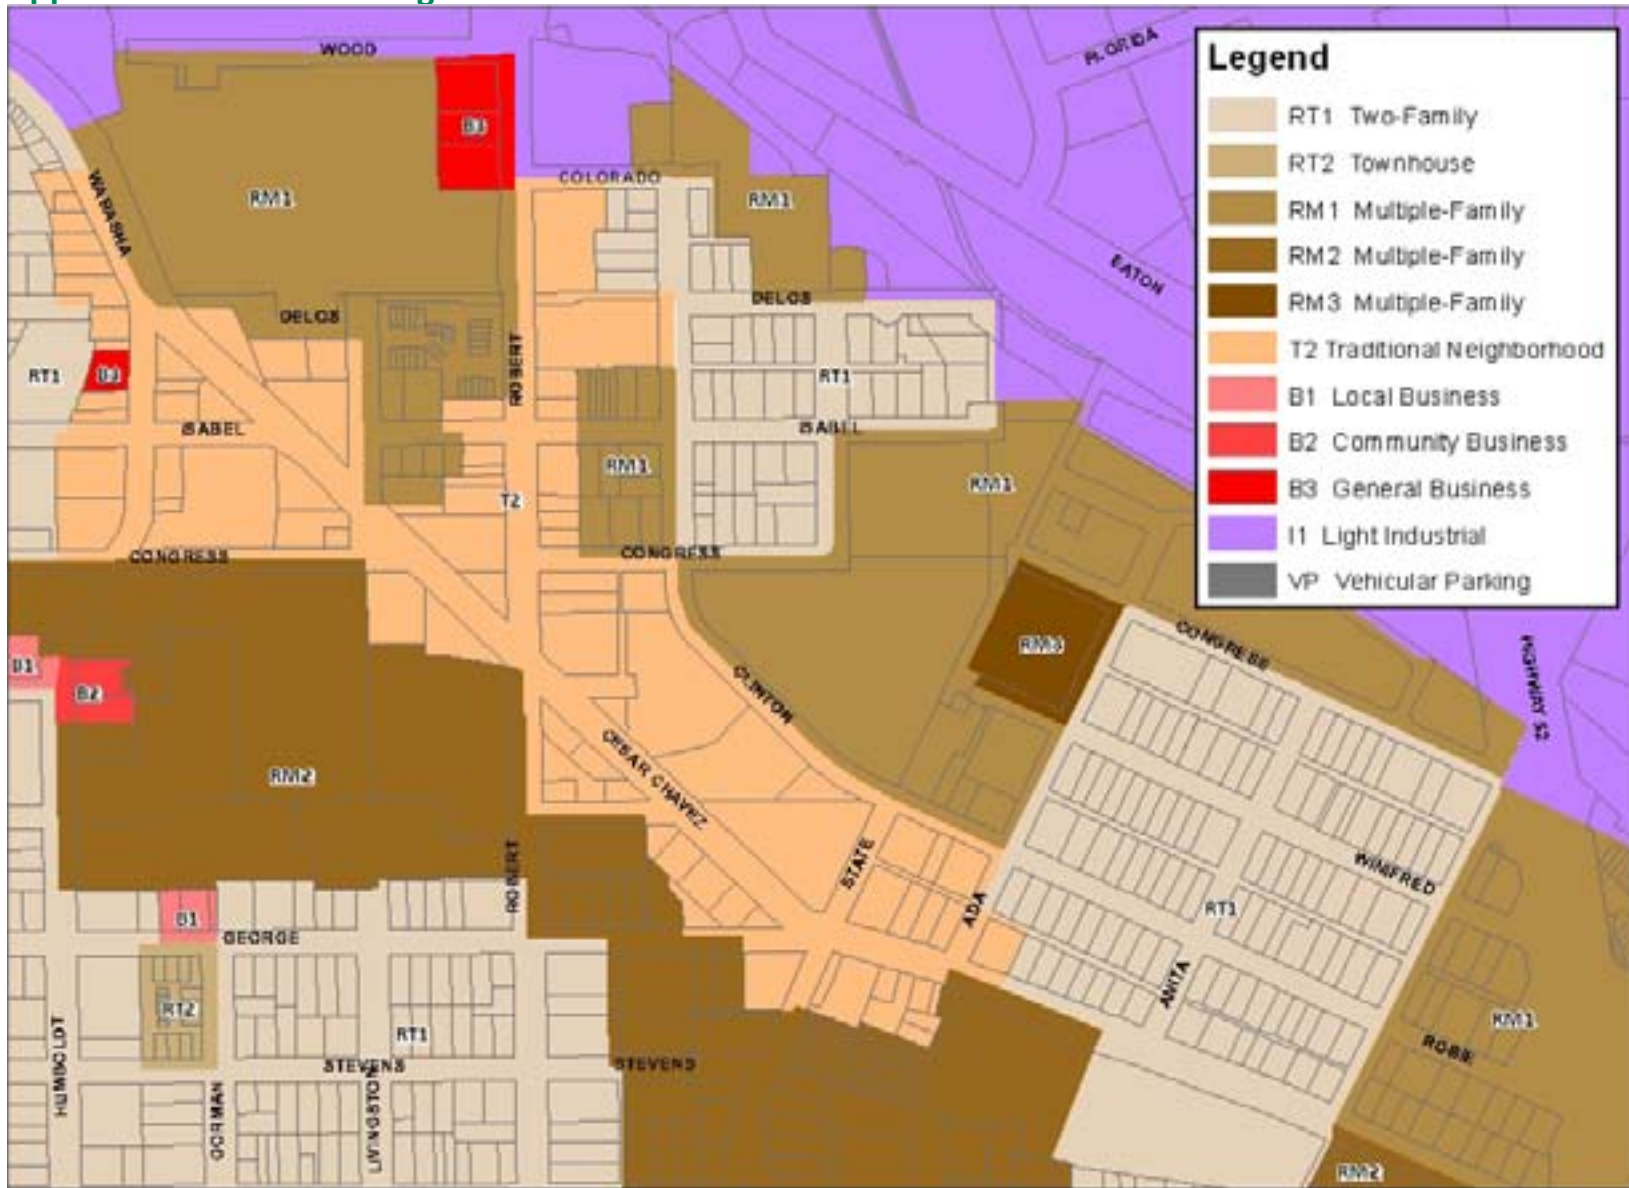 WOOD
FLORIDA
Legend
RT1 Two-Family
RT2 Townhouse
RM1 Multiple-Family
RM2 Multiple-Family
RM3 Multiple-Family
T2 Traditional Neighborhood
B1 Local Business
B2 Community Business
B3 General Business
I1 Light Industrial
VP Vehicular Parking
B3
WABASHA
RM1
COLORADO
RM1
EATON
DELOS
DELOS
ROBERT
RT1
B3
RT1
ISABEL
ISABEL
RM1
RM1
T2
CONGRESS
CONGRESS
RM3
CONGRESS
HIGHWAY 52
B1
B2
CLINTON
CESAR CHAVEZ
RM2
ROBERT
STATE
WINIFRED
ADA
RT1
B1
GEORGE
ANITA
RT2
RT1
RM1
ROBIE
HUMBOLDT
STEVENS
STEVENS
GORMAN
LIVINGSTON
RM2